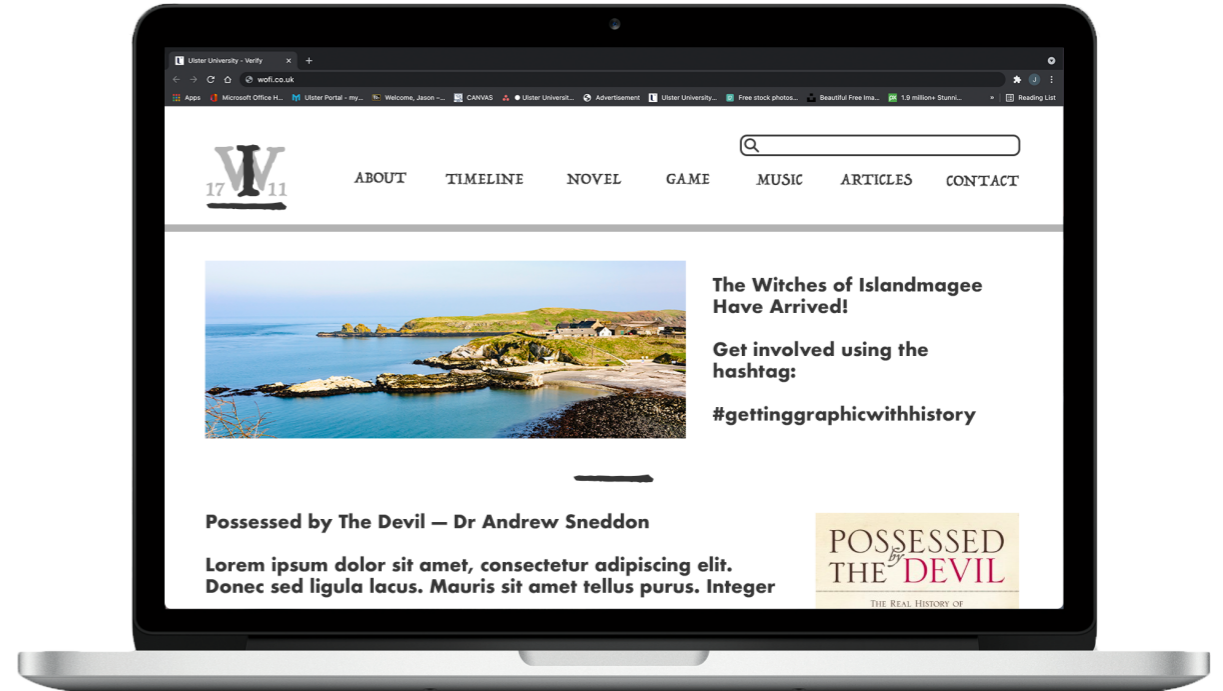 Ulster University - Verify
wofi.co.uk
J
Apps Microsoft Office H... Ulster Portal - my... Welcome, Jason –... CANVAS Ulster Universit... Advertisement Ulster University... Free stock photos... Beautiful Free Ima... 1.9 million+ Stunni... » Reading List
WI
17 11
ABOUT TIMELINE NOVEL GAME MUSIC ARTICLES CONTACT
The Witches of Islandmagee
Have Arrived!
Get involved using the
hashtag:
#gettinggraphicwithhistory
Possessed by The Devil — Dr Andrew Sneddon
Lorem ipsum dolor sit amet, consectetur adipiscing elit.
Donec sed ligula lacus. Mauris sit amet tellus purus. Integer
POSSESSED
by
THE DEVIL
THE REAL HISTORY OF